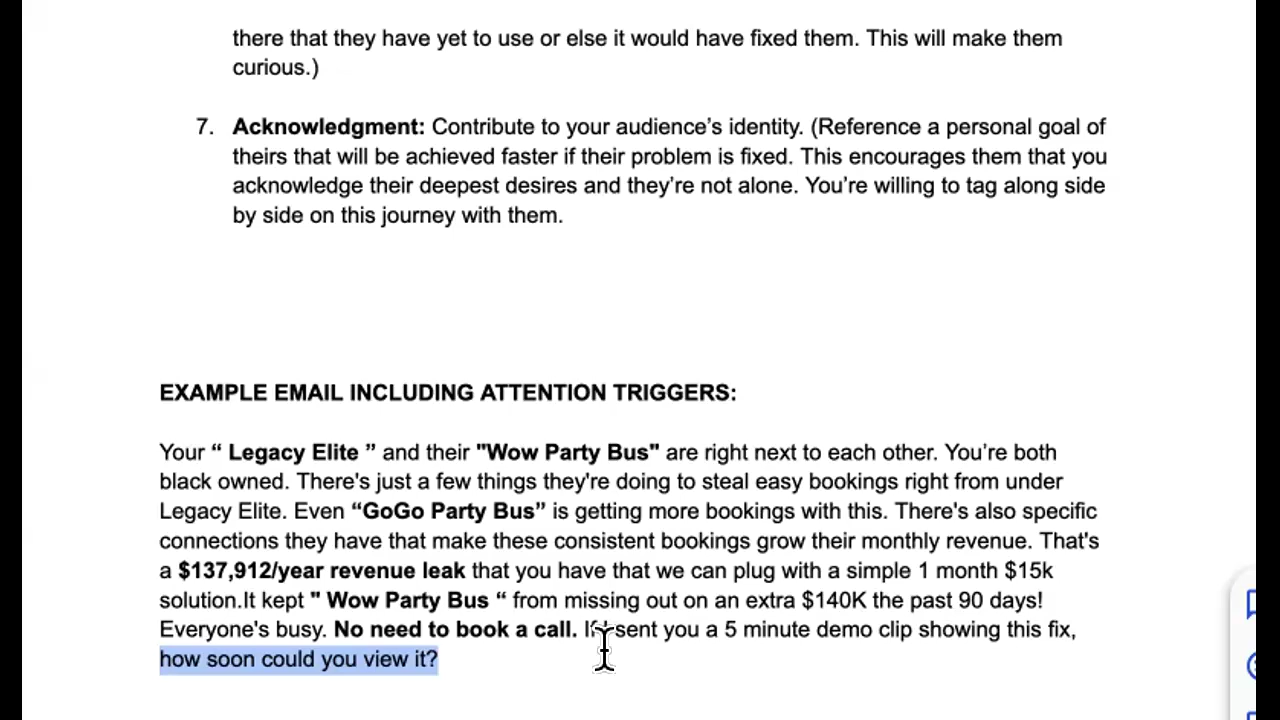 there that they have yet to use or else it would have fixed them. This will make them
curious.)
7. Acknowledgment: Contribute to your audience’s identity. (Reference a personal goal of
theirs that will be achieved faster if their problem is fixed. This encourages them that you
acknowledge their deepest desires and they’re not alone. You’re willing to tag along side
by side on this journey with them.
EXAMPLE EMAIL INCLUDING ATTENTION TRIGGERS:
Your “ Legacy Elite ” and their "Wow Party Bus" are right next to each other. You’re both
black owned. There's just a few things they're doing to steal easy bookings right from under
Legacy Elite. Even “GoGo Party Bus” is getting more bookings with this. There's also specific
connections they have that make these consistent bookings grow their monthly revenue. That's
a $137,912/year revenue leak that you have that we can plug with a simple 1 month $15k
solution.It kept " Wow Party Bus “ from missing out on an extra $140K the past 90 days!
Everyone's busy. No need to book a call. If I sent you a 5 minute demo clip showing this fix,
how soon could you view it?